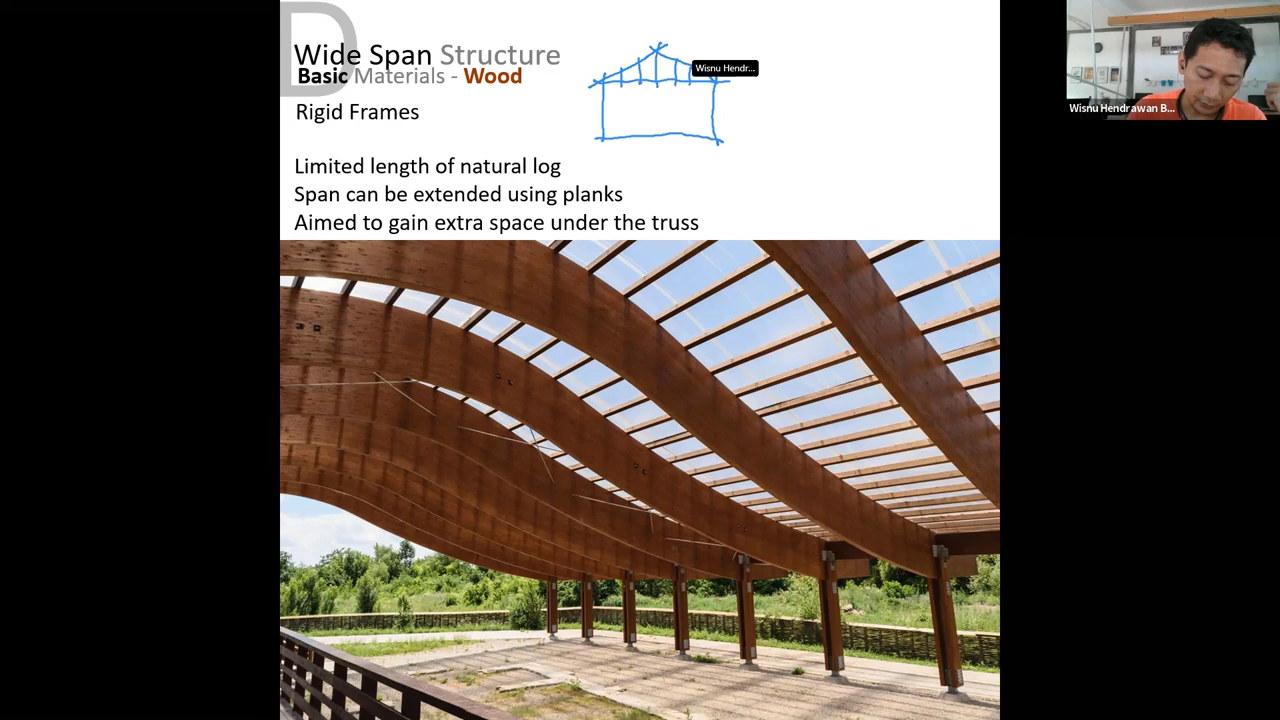 D
Wide Span Structure
Basic Materials - Wood
Wisnu Hendr...
Rigid Frames
Limited length of natural log
Span can be extended using planks
Aimed to gain extra space under the truss
Wisnu Hendrawan B...